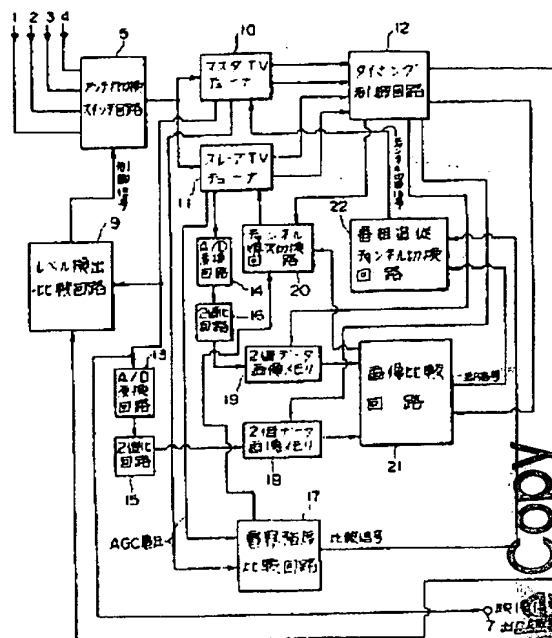 1
2
3
4
5
アンテナ切換
スイッチ回路
制御信号
9
レベル検出
比較回路
10
マスタTV
チューナ
スレーブTV
チューナ
11
12
タイミング
制御回路
チャンネル切換信号
A/D
変換
回路
14
2値化
回路
16
チャンネル
順次切換
回路
20
22
番組追従
チャンネル切換
回路
13
A/D
変換
回路
2値化
回路
15
2値データ
画像メモリ
19
2値データ
画像メモリ
18
画像比較
回路
21
一致信号
17
電界強度
比較回路
AGC電圧
比較信号
7
Copy